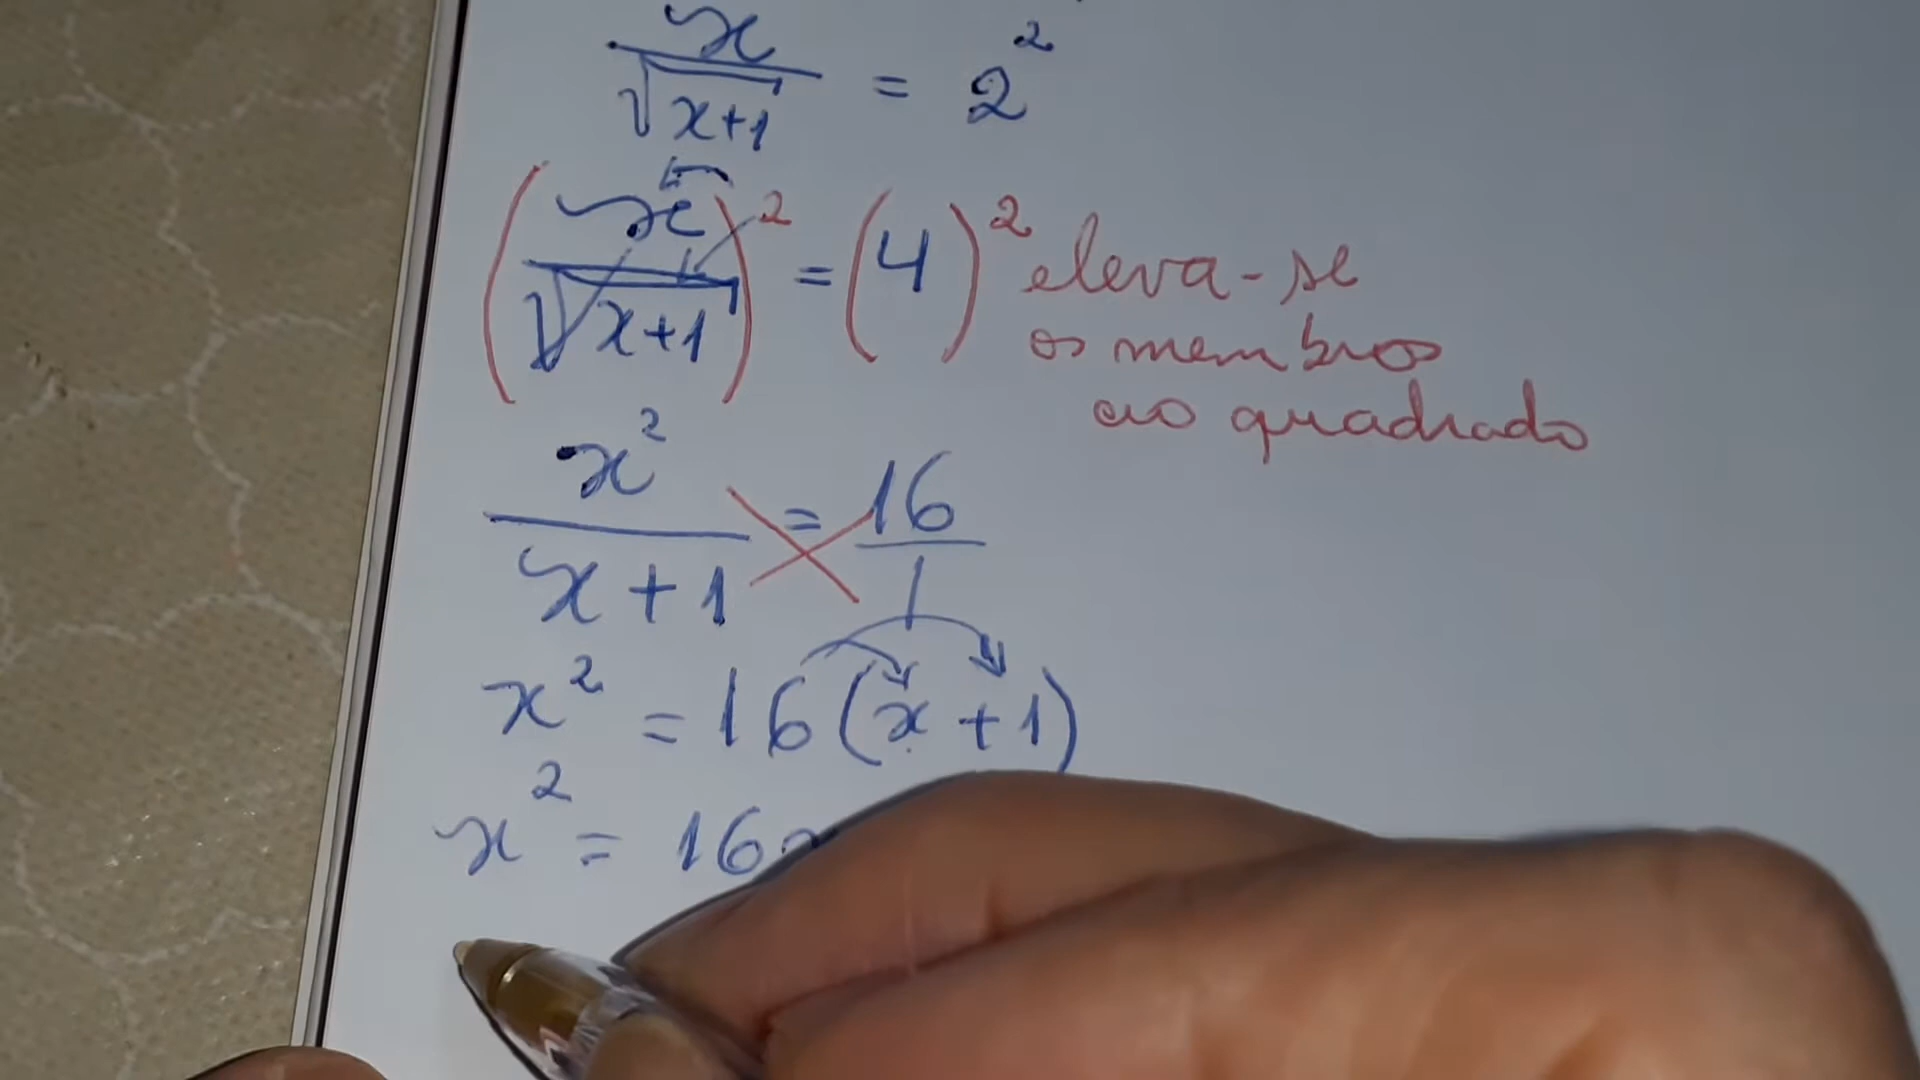 x/√(x+1) = 2²
(x/√(x+1))² = (4)² eleva-se
os membros
ao quadrado
x²/(x+1) = 16/1
x² = 16(x+1)
x² = 16x